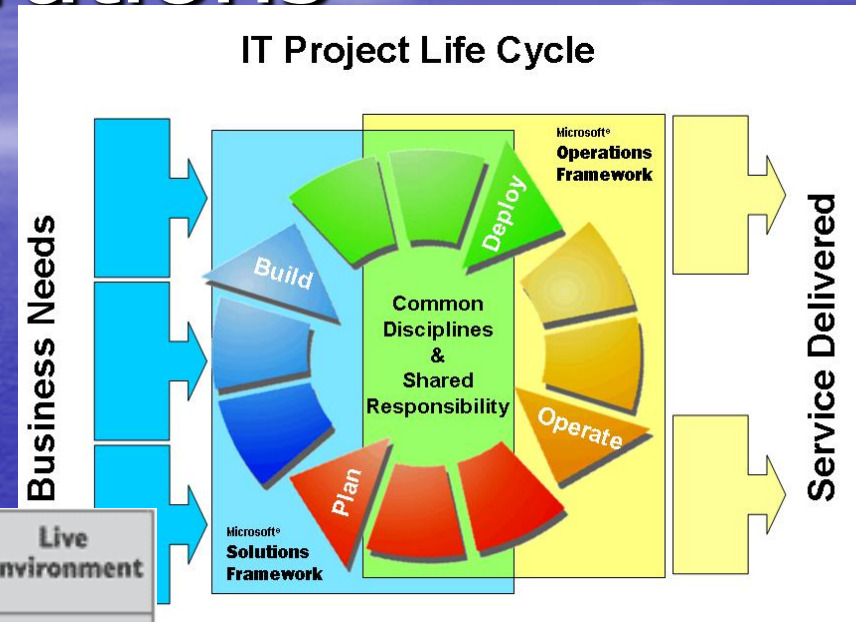 IT Project Life Cycle
Business Needs
Microsoft®
Operations
Framework
Deploy
Build
Common
Disciplines
&
Shared
Responsibility
Operate
Plan
Microsoft®
Solutions
Framework
Service Delivered
Live